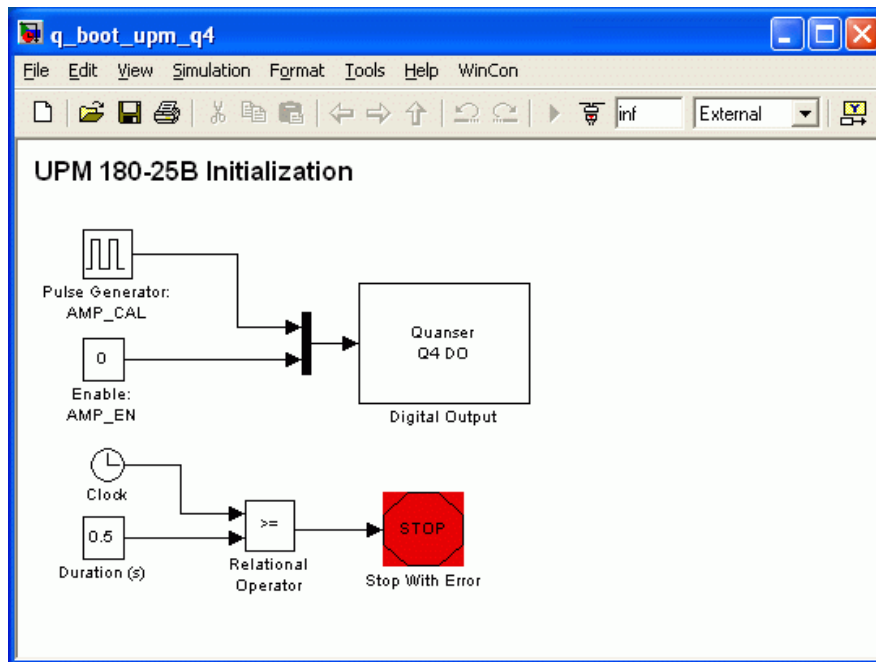 q_boot_upm_q4
File Edit View Simulation Format Tools Help WinCon
inf External
UPM 180-25B Initialization
Pulse Generator:
AMP_CAL
0
Enable:
AMP_EN
Quanser
Q4 DO
Digital Output
Clock
0.5
Duration (s)
>=
Relational
Operator
STOP
Stop With Error